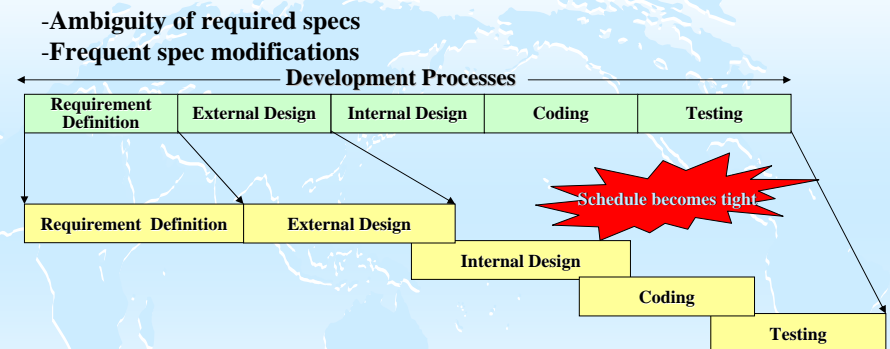 -Ambiguity of required specs
-Frequent spec modifications
Development Processes
Requirement
Definition
External Design
Internal Design
Coding
Testing
Schedule becomes tight
Requirement Definition
External Design
Internal Design
Coding
Testing